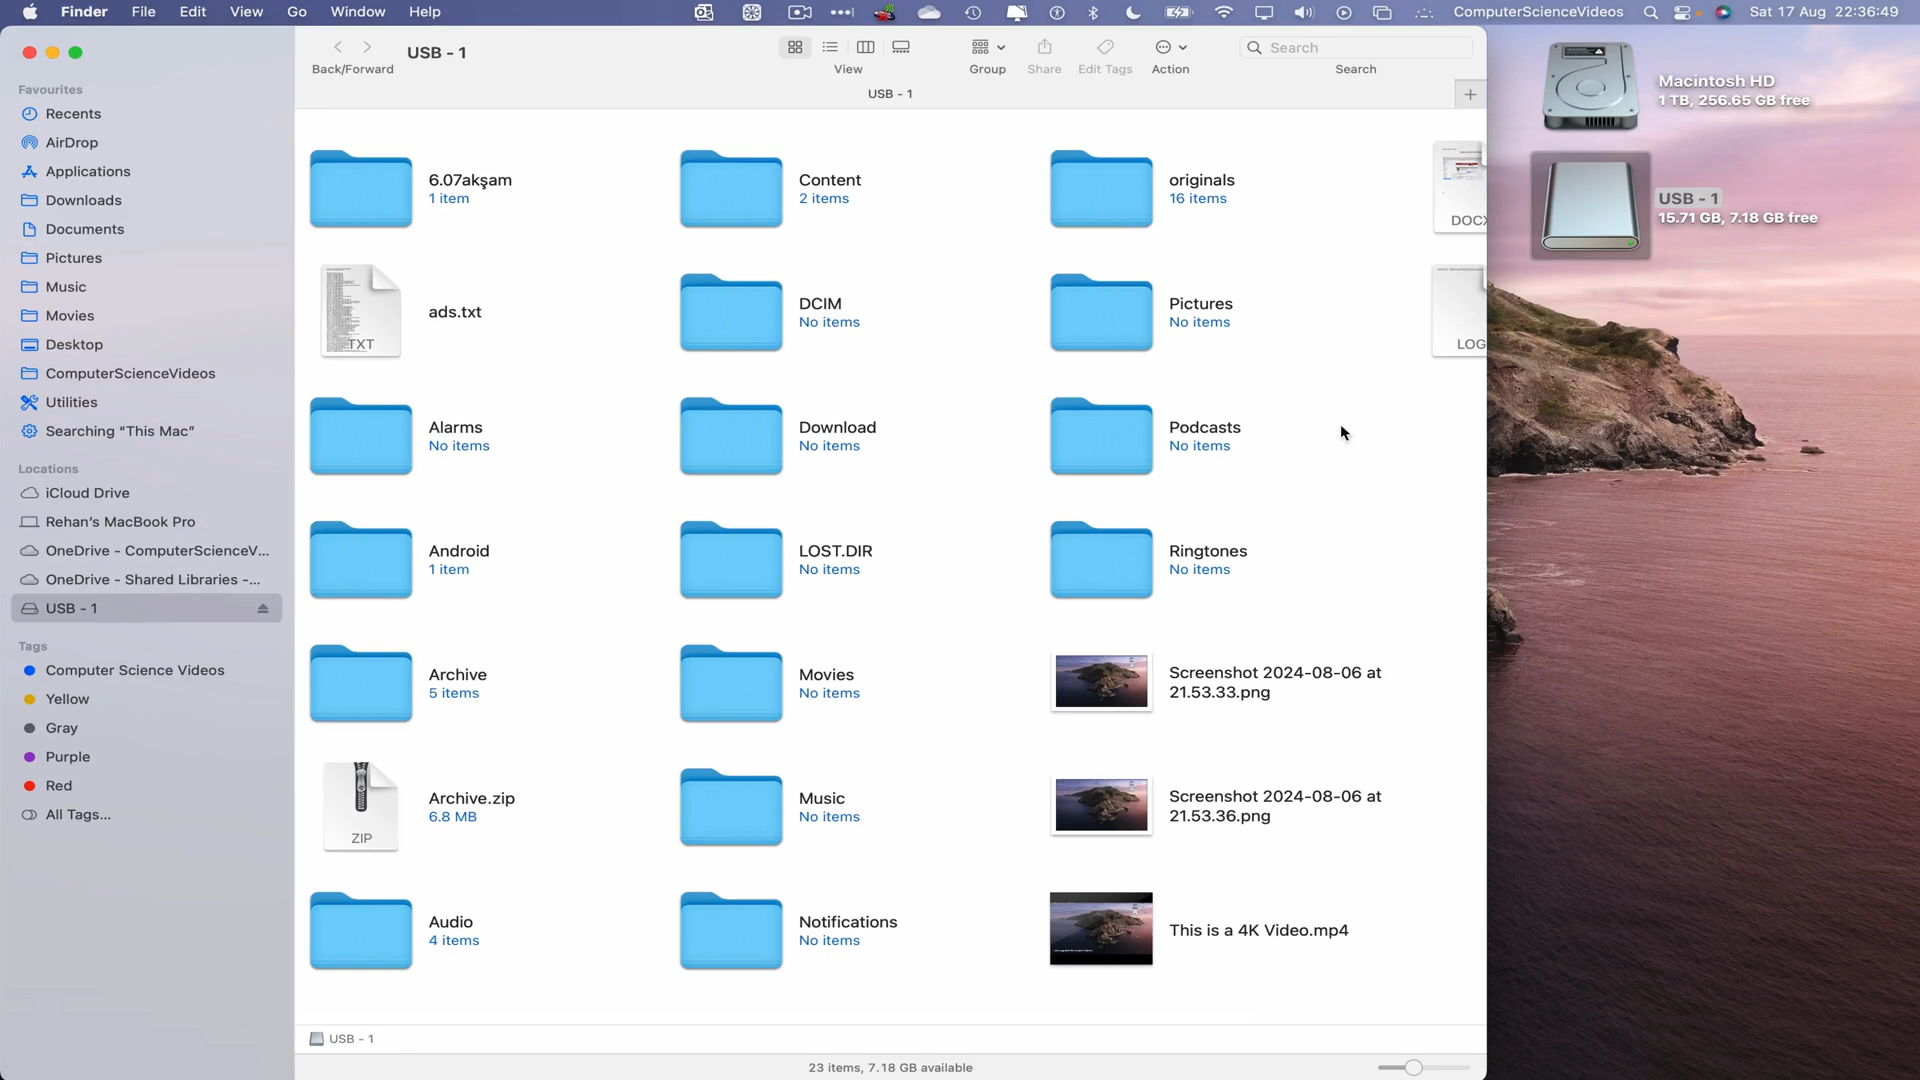 Finder File Edit View Go Window Help
ComputerScienceVideos Sat 17 Aug 22:36:49
USB - 1
Back/Forward
View
Group
Share
Edit Tags
Action
Search
Search
USB - 1
Favourites
Recents
AirDrop
Applications
Downloads
Documents
Pictures
Music
Movies
Desktop
ComputerScienceVideos
Utilities
Searching “This Mac”
Locations
iCloud Drive
Rehan’s MacBook Pro
OneDrive - ComputerScienceV...
OneDrive - Shared Libraries -...
USB - 1
Tags
Computer Science Videos
Yellow
Gray
Purple
Red
All Tags...
6.07akşam
1 item
TXT
ads.txt
Alarms
No items
Android
1 item
Archive
5 items
ZIP
Archive.zip
6.8 MB
Audio
4 items
Content
2 items
DCIM
No items
Download
No items
LOST.DIR
No items
Movies
No items
Music
No items
Notifications
No items
originals
16 items
Pictures
No items
Podcasts
No items
Ringtones
No items
Screenshot 2024-08-06 at
21.53.33.png
Screenshot 2024-08-06 at
21.53.36.png
This is a 4K Video.mp4
DOCX
LOG
USB - 1
23 items, 7.18 GB available
Macintosh HD
1 TB, 256.65 GB free
USB - 1
15.71 GB, 7.18 GB free